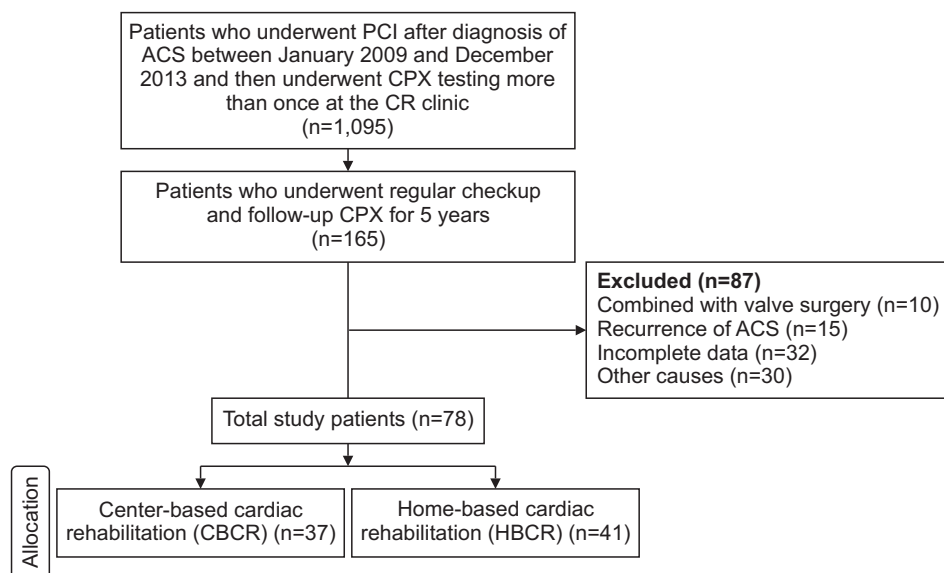 Patients who underwent PCI after diagnosis of
ACS between January 2009 and December
2013 and then underwent CPX testing more
than once at the CR clinic
(n=1,095)
Patients who underwent regular checkup
and follow-up CPX for 5 years
(n=165)
Excluded (n=87)
Combined with valve surgery (n=10)
Recurrence of ACS (n=15)
Incomplete data (n=32)
Other causes (n=30)
Total study patients (n=78)
Allocation
Center-based cardiac
rehabilitation (CBCR) (n=37)
Home-based cardiac
rehabilitation (HBCR) (n=41)